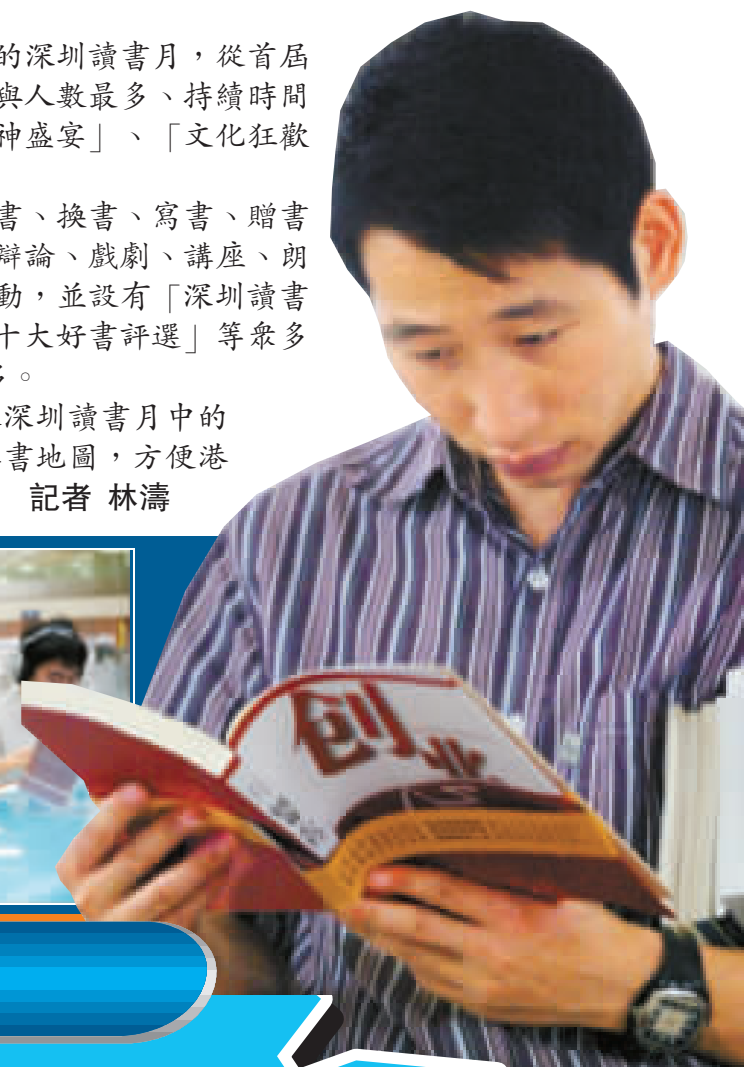 的深圳讀書月，從首屆
與人數最多、持續時間
神盛宴」、「文化狂歡
書、換書、寫書、贈書
辯論、戲劇、講座、朗
動，並設有「深圳讀書
十大好書評選」等衆多
多。
深圳讀書月中的
書地圖，方便港
記者 林濤
创业